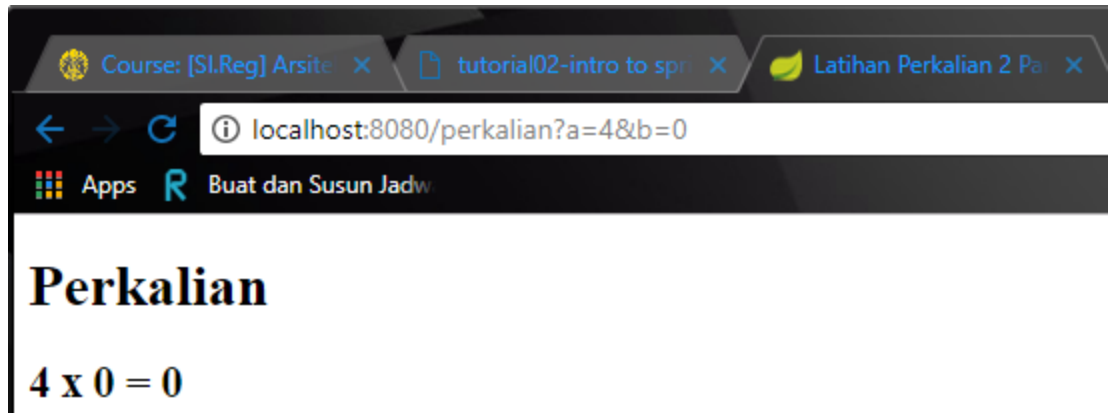 Course: [SI.Reg] Arsite
tutorial02-intro to spri
Latihan Perkalian 2 Pa
localhost:8080/perkalian?a=4&b=0
Apps
Buat dan Susun Jadw
Perkalian
4 x 0 = 0